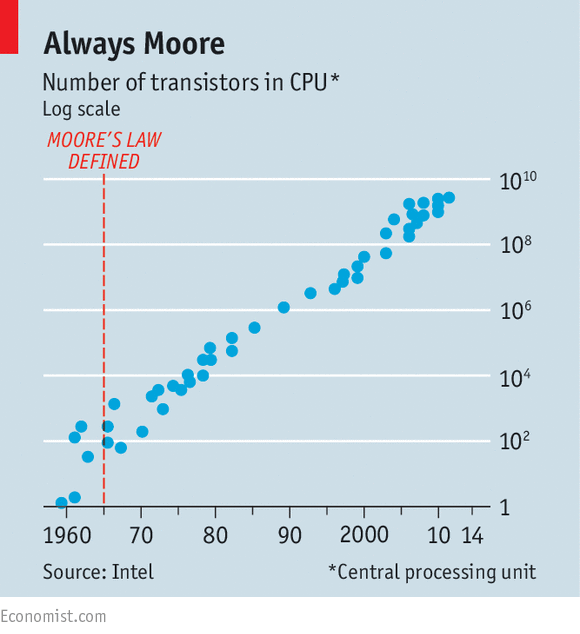 Always Moore
Number of transistors in CPU*
Log scale
MOORE'S LAW
DEFINED
10¹⁰
10⁸
10⁶
10⁴
10²
1
1960 70 80 90 2000 10 14
Source: Intel *Central processing unit
Economist.com